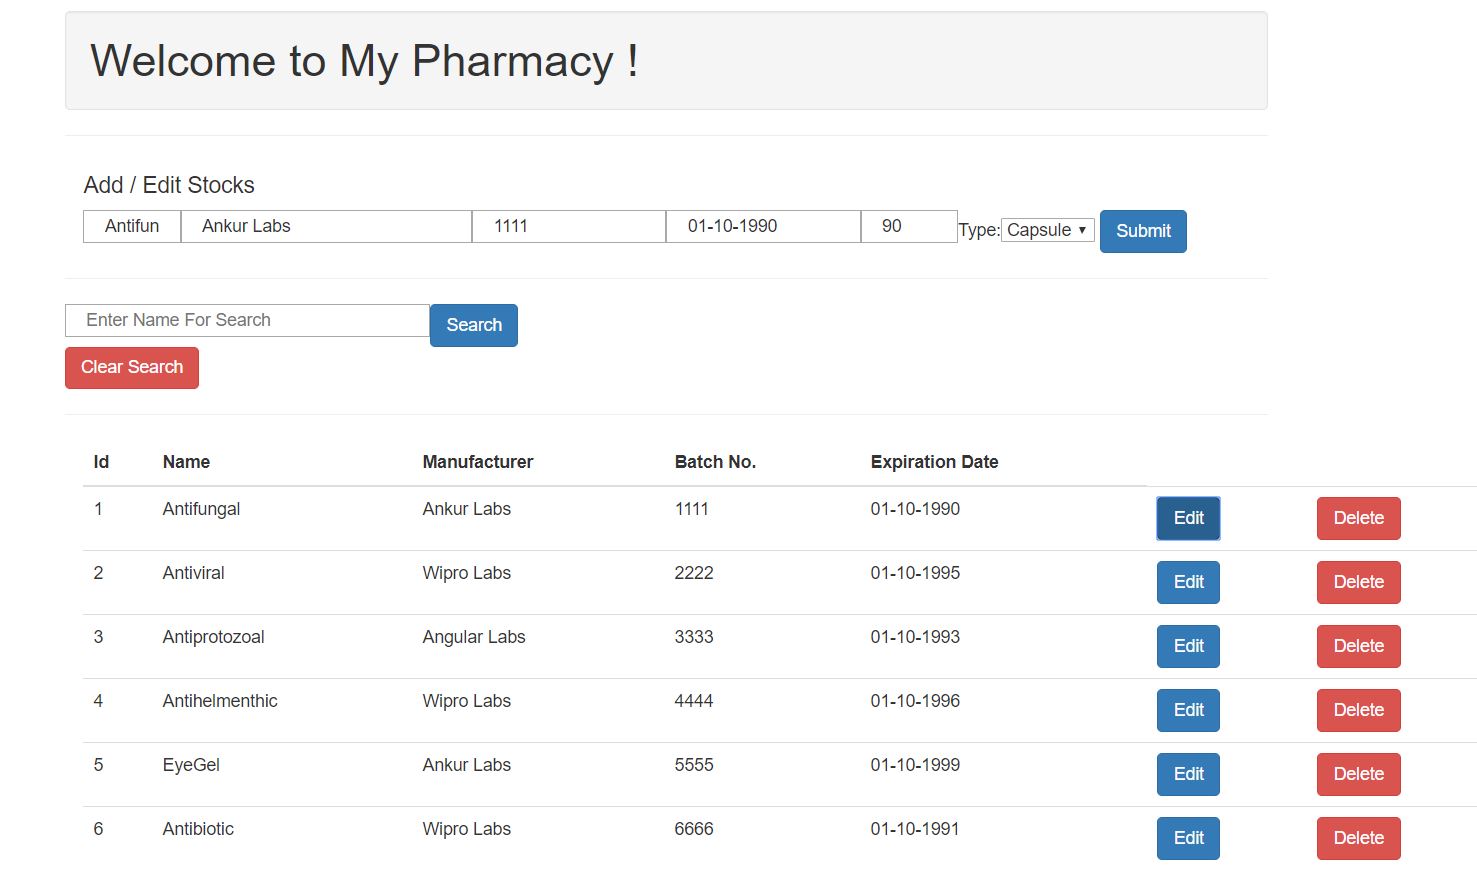 Welcome to My Pharmacy !
Add / Edit Stocks
Antifun Ankur Labs 1111 01-10-1990 90 Type: Capsule Submit
Enter Name For Search Search
Clear Search
Id Name Manufacturer Batch No. Expiration Date
1 Antifungal Ankur Labs 1111 01-10-1990 Edit Delete
2 Antiviral Wipro Labs 2222 01-10-1995 Edit Delete
3 Antiprotozoal Angular Labs 3333 01-10-1993 Edit Delete
4 Antihelmenthic Wipro Labs 4444 01-10-1996 Edit Delete
5 EyeGel Ankur Labs 5555 01-10-1999 Edit Delete
6 Antibiotic Wipro Labs 6666 01-10-1991 Edit Delete